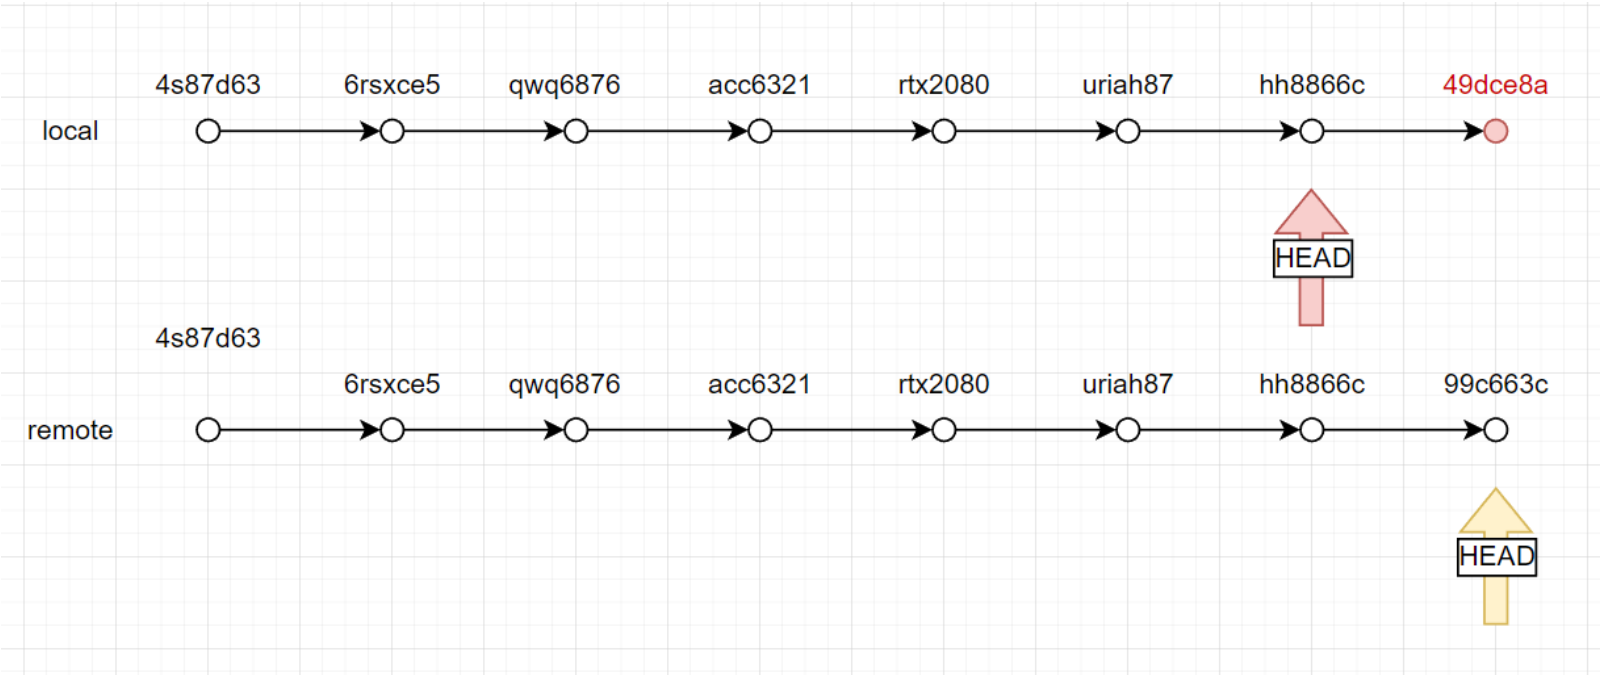 4s87d63 6rsxce5 qwq6876 acc6321 rtx2080 uriah87 hh8866c 49dce8a
local
HEAD
4s87d63
6rsxce5 qwq6876 acc6321 rtx2080 uriah87 hh8866c 99c663c
remote
HEAD